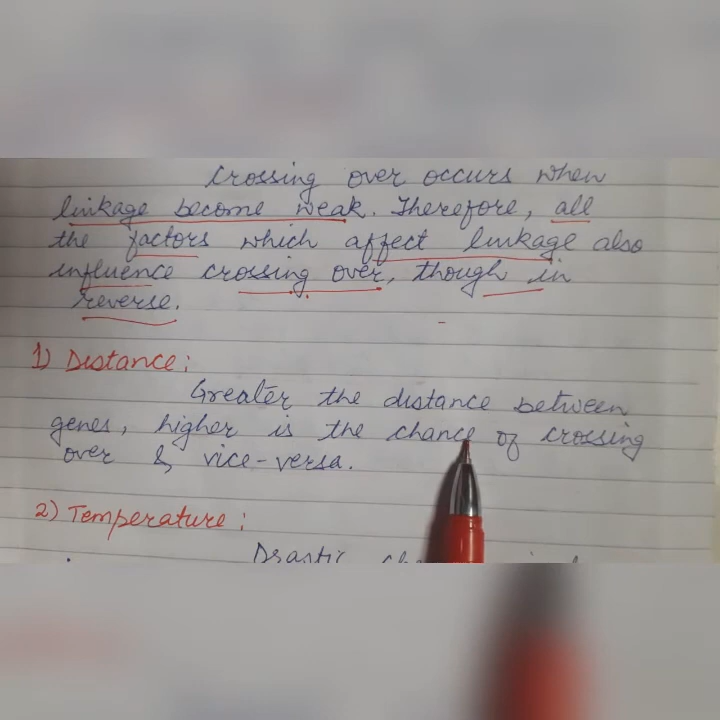 Crossing over occurs when
linkage become weak. Therefore, all
the factors which affect linkage also
influence crossing over, though in
reverse.
1) Distance:
Greater the distance between
genes, higher is the chance of crossing
over & vice-versa.
2) Temperature:
Drastic